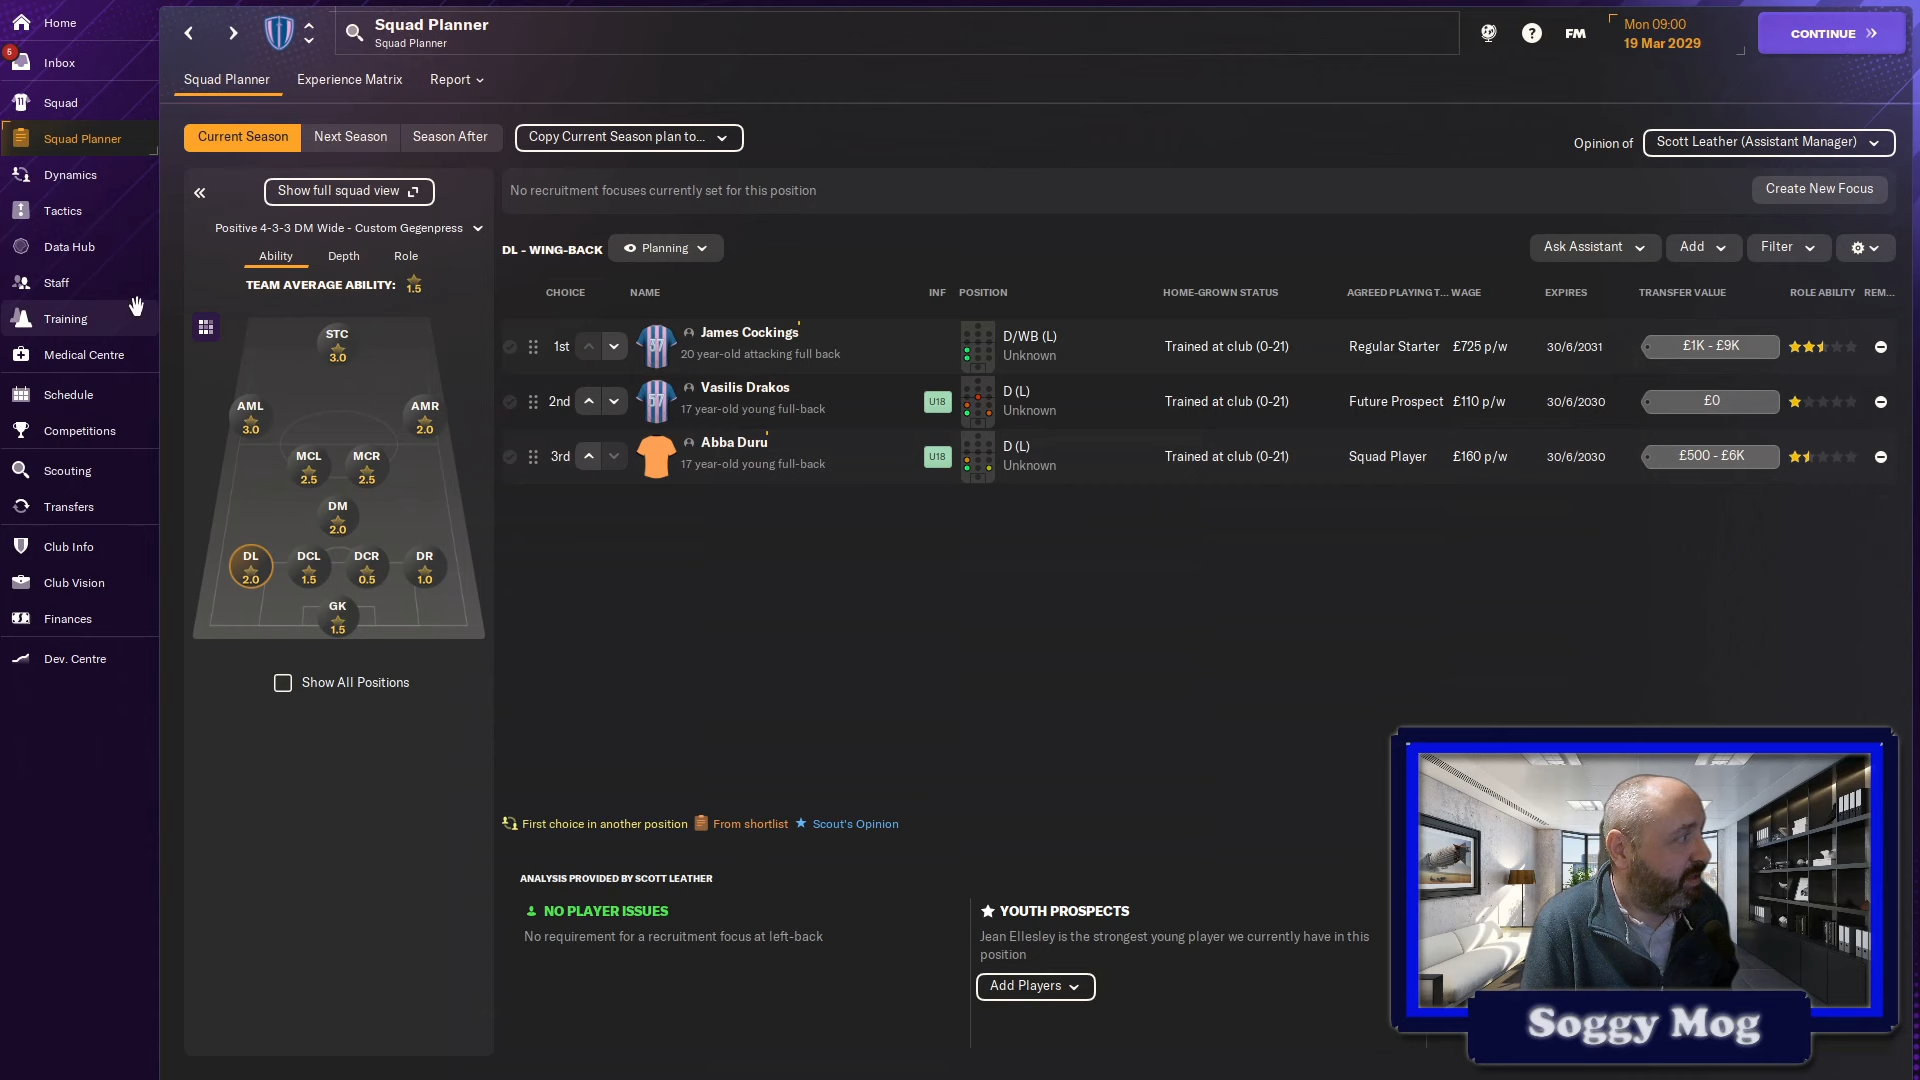 Home
6
Inbox
Squad
Squad Planner
Dynamics
Tactics
Data Hub
Staff
Training
Medical Centre
Schedule
Competitions
Scouting
Transfers
Club Info
Club Vision
Finances
Dev. Centre
Squad Planner
Squad Planner
FM
Mon 09:00
19 Mar 2029
CONTINUE
Squad Planner
Experience Matrix
Report
Current Season
Next Season
Season After
Copy Current Season plan to...
Opinion of
Scott Leather (Assistant Manager)
Show full squad view
Positive 4-3-3 DM Wide - Custom Gegenpress
Ability
Depth
Role
TEAM AVERAGE ABILITY:
1.5
STC
3.0
AML
3.0
AMR
2.0
MCL
2.5
MCR
2.5
DM
2.0
DL
2.0
DCL
1.5
DCR
0.5
DR
1.0
GK
1.5
Show All Positions
No recruitment focuses currently set for this position
Create New Focus
DL - WING-BACK
Planning
Ask Assistant
Add
Filter
CHOICE NAME INF POSITION HOME-GROWN STATUS AGREED PLAYING T... WAGE EXPIRES TRANSFER VALUE ROLE ABILITY REM...
1st 37 James Cockings D/WB (L) Trained at club (0-21) Regular Starter £725 p/w 30/6/2031 £1K - £9K
20 year-old attacking full back Unknown
2nd 57 Vasilis Drakos U18 D (L) Trained at club (0-21) Future Prospect £110 p/w 30/6/2030 £0
17 year-old young full-back Unknown
3rd Abba Duru U18 D (L) Trained at club (0-21) Squad Player £160 p/w 30/6/2030 £500 - £6K
17 year-old young full-back Unknown
First choice in another position From shortlist Scout's Opinion
ANALYSIS PROVIDED BY SCOTT LEATHER
NO PLAYER ISSUES
No requirement for a recruitment focus at left-back
YOUTH PROSPECTS
Jean Ellesley is the strongest young player we currently have in this
position
Add Players
Soggy Mog